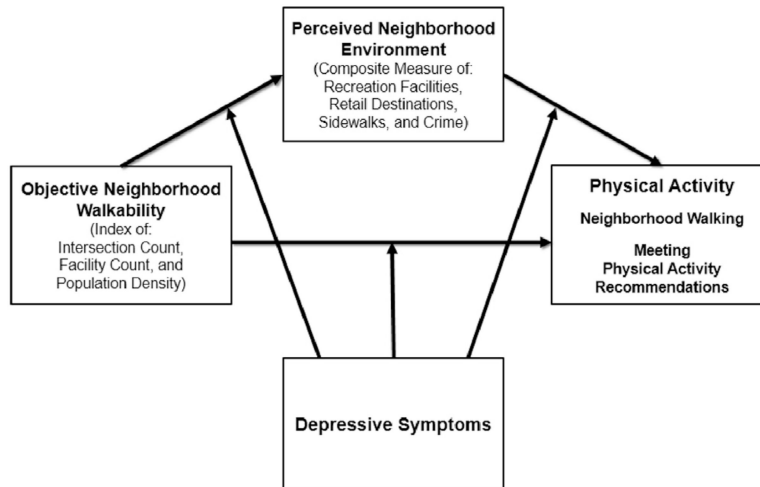 Perceived Neighborhood
Environment
(Composite Measure of:
Recreation Facilities,
Retail Destinations,
Sidewalks, and Crime)
Objective Neighborhood
Walkability
(Index of:
Intersection Count,
Facility Count, and
Population Density)
Physical Activity
Neighborhood Walking
Meeting
Physical Activity
Recommendations
Depressive Symptoms